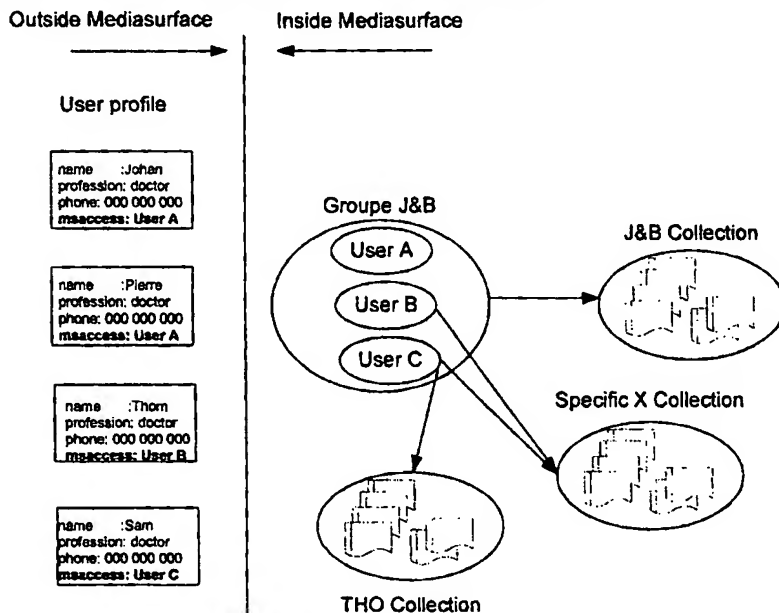 Outside Mediasurface
Inside Mediasurface
User profile
name :Johan
profession: doctor
phone: 000 000 000
msaccess: User A
name :Pierre
profession: doctor
phone: 000 000 000
msaccess: User A
name :Thom
profession: doctor
phone: 000 000 000
msaccess: User B
name :Sam
profession: doctor
phone: 000 000 000
msaccess: User C
Groupe J&B
User A
User B
User C
J&B Collection
Specific X Collection
THO Collection